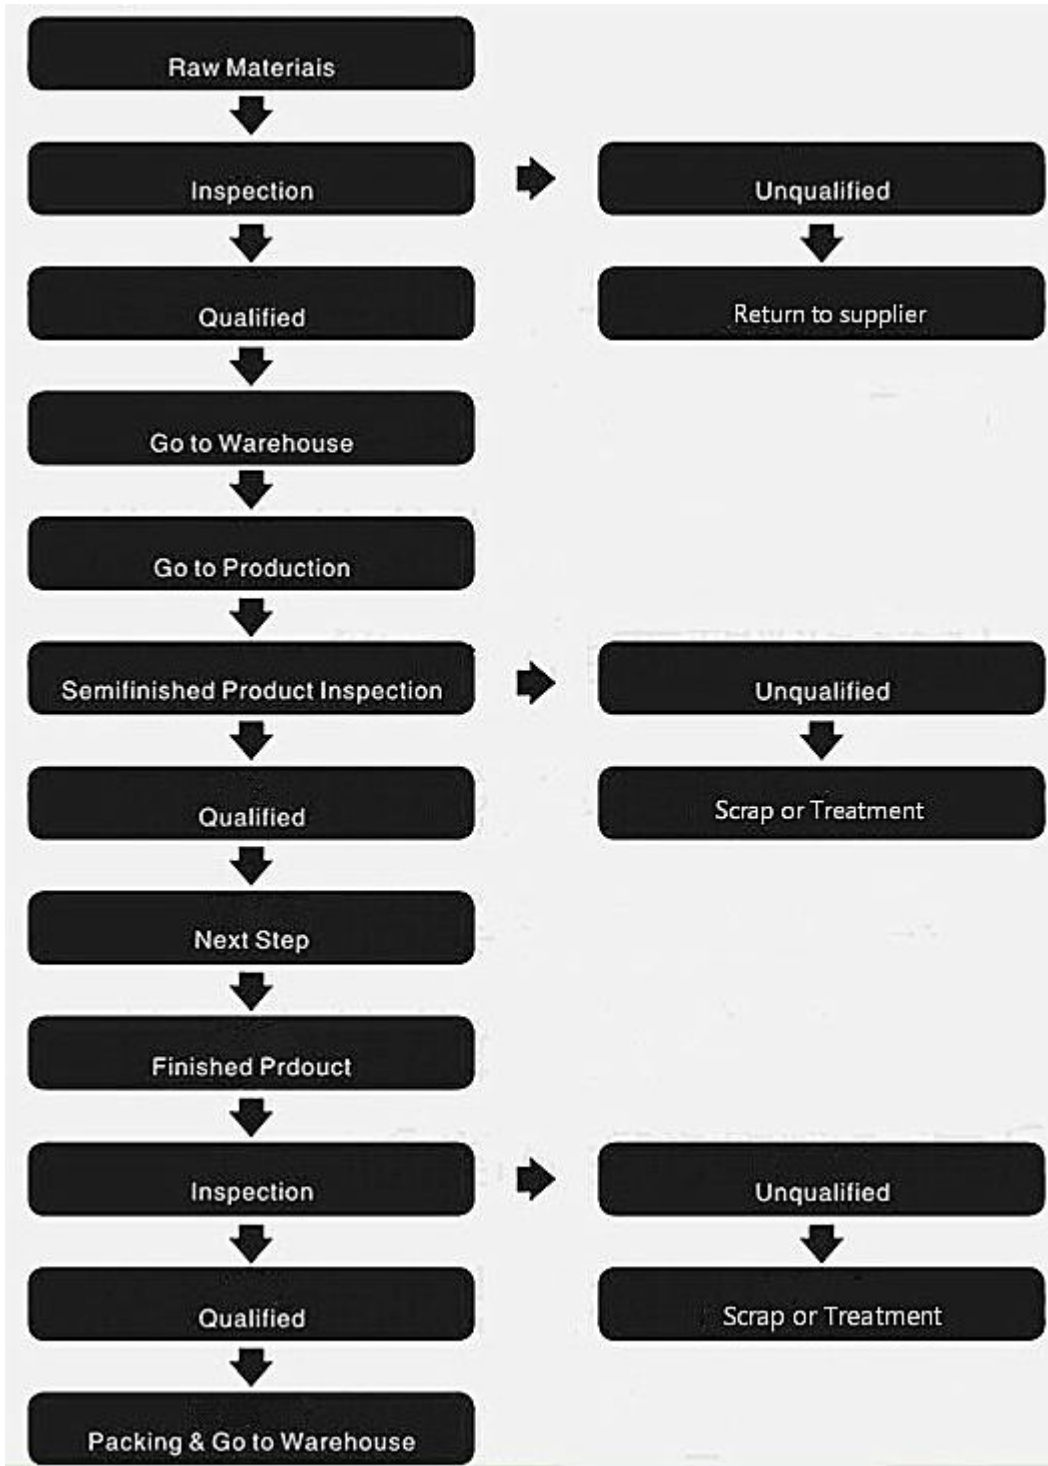 Raw Materiais
Inspection
Unqualified
Qualified
Return to supplier
Go to Warehouse
Go to Production
Semifinished Product Inspection
Unqualified
Qualified
Scrap or Treatment
Next Step
Finished Prdouct
Inspection
Unqualified
Qualified
Scrap or Treatment
Packing & Go to Warehouse